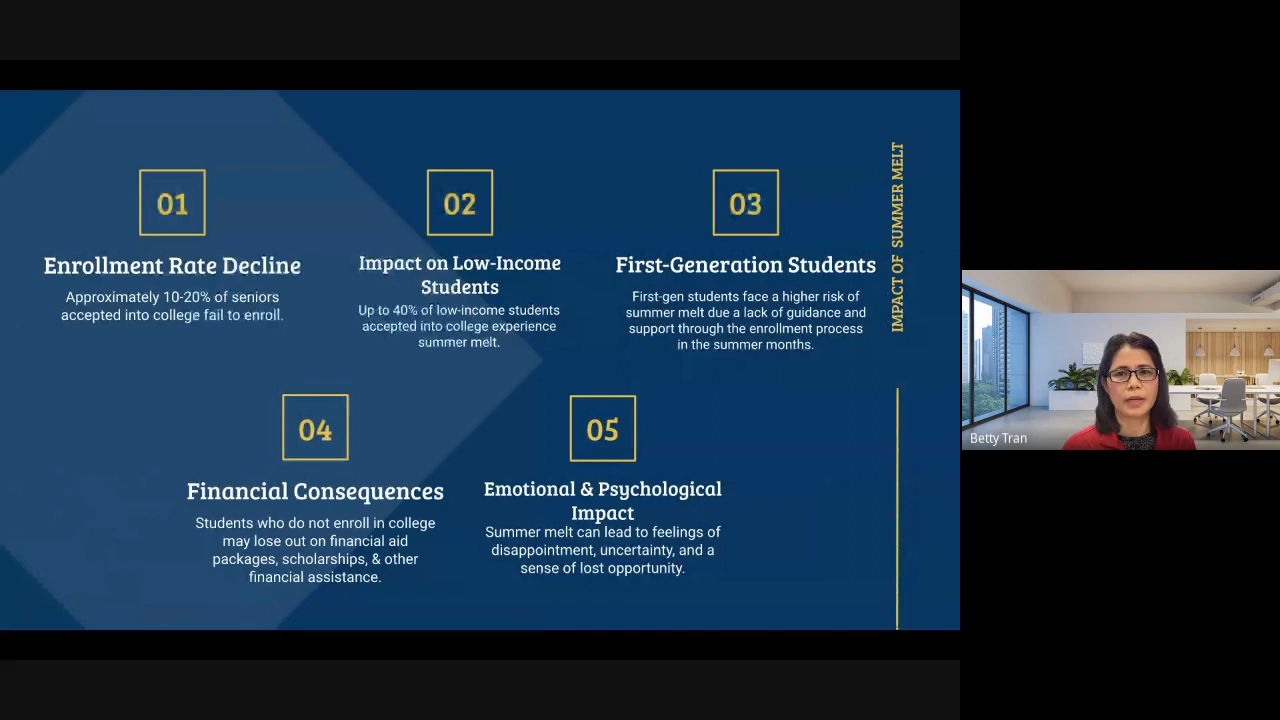 01
Enrollment Rate Decline
Approximately 10-20% of seniors
accepted into college fail to enroll.
02
Impact on Low-Income
Students
Up to 40% of low-income students
accepted into college experience
summer melt.
03
First-Generation Students
First-gen students face a higher risk of
summer melt due a lack of guidance and
support through the enrollment process
in the summer months.
04
Financial Consequences
Students who do not enroll in college
may lose out on financial aid
packages, scholarships, & other
financial assistance.
05
Emotional & Psychological
Impact
Summer melt can lead to feelings of
disappointment, uncertainty, and a
sense of lost opportunity.
IMPACT OF SUMMER MELT
Betty Tran